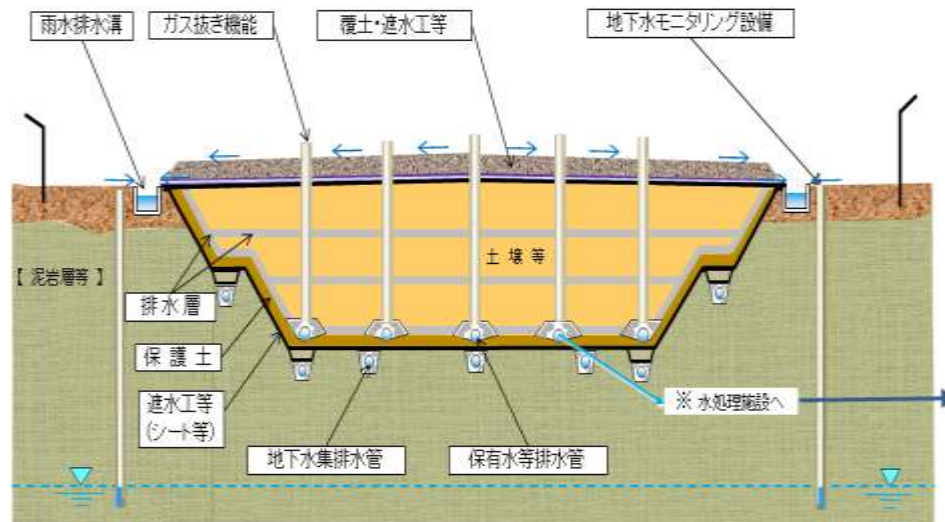 雨水排水溝
ガス抜き機能
覆土・遮水工等
地下水モニタリング設備
土壌等
【 泥岩層等 】
排水層
保護土
遮水工等
(シート等)
※ 水処理施設へ
地下水集排水管
保有水等排水管